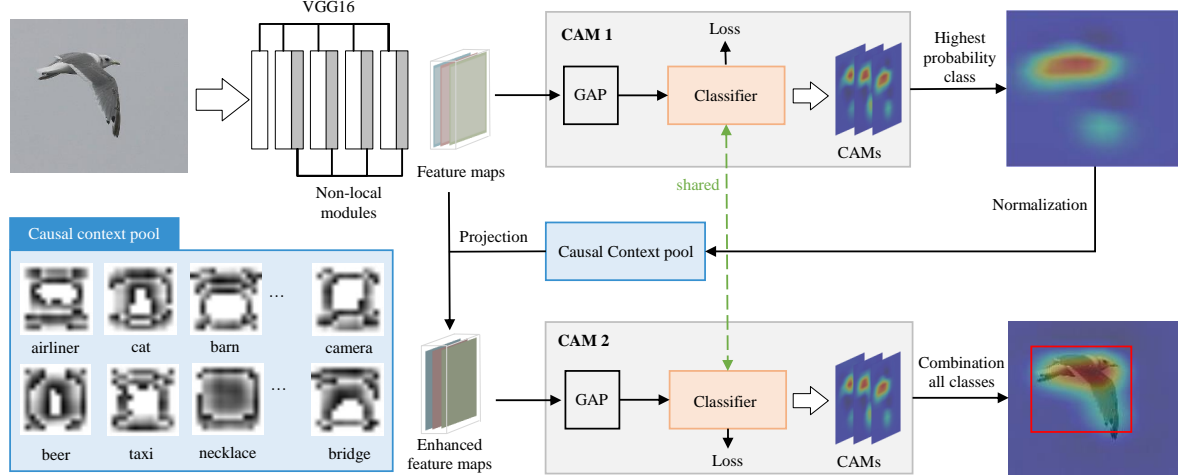 VGG16
Non-local
modules
Feature maps
CAM 1
Loss
GAP
Classifier
CAMs
Highest
probability
class
shared
Normalization
Projection
Causal Context pool
Causal context pool
airliner
cat
barn
...
camera
beer
taxi
necklace
...
bridge
Enhanced
feature maps
CAM 2
GAP
Classifier
Loss
CAMs
Combination
all classes